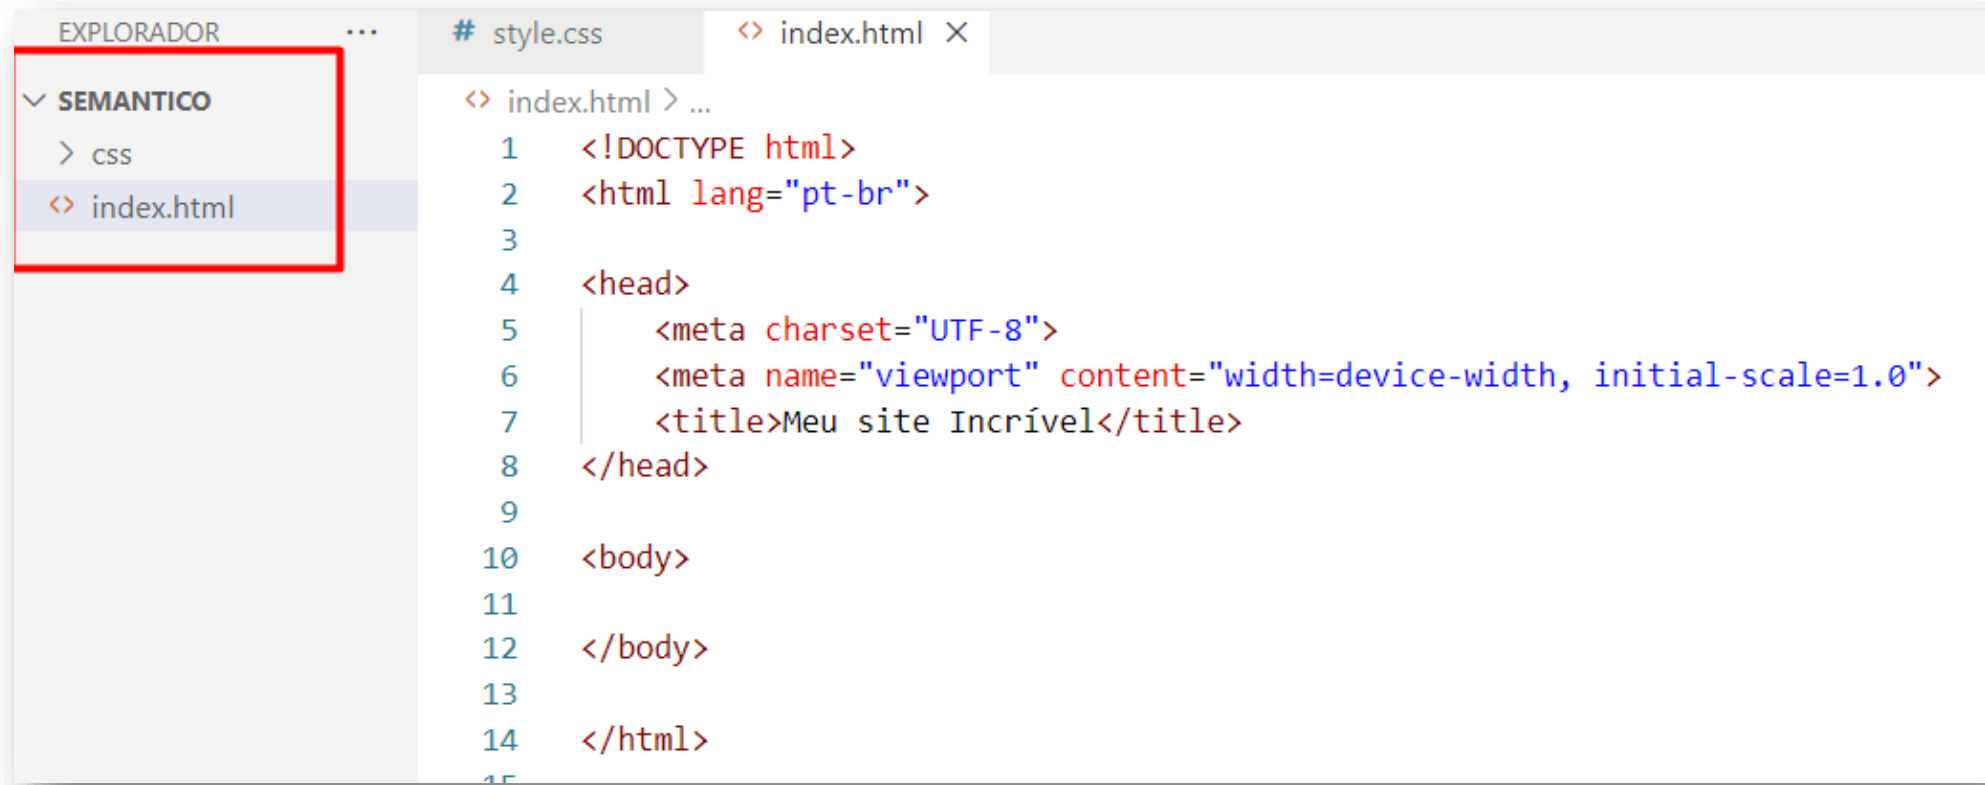 EXPLORADOR ...
SEMANTICO
css
index.html
# style.css <> index.html ×
<> index.html > ...
1 <!DOCTYPE html>
2 <html lang="pt-br">
3
4 <head>
5 <meta charset="UTF-8">
6 <meta name="viewport" content="width=device-width, initial-scale=1.0">
7 <title>Meu site Incrível</title>
8 </head>
9
10 <body>
11
12 </body>
13
14 </html>